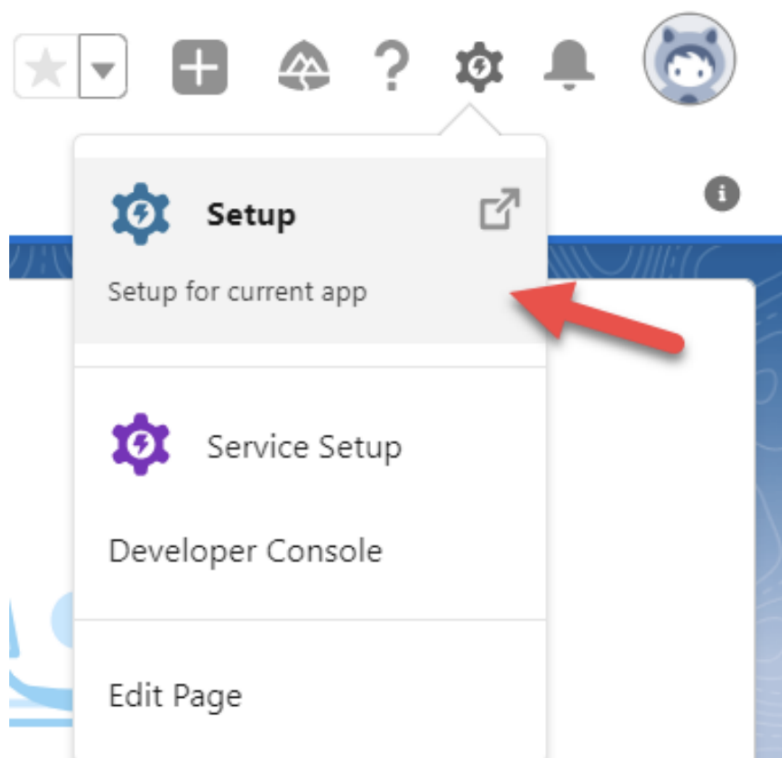 Setup
Setup for current app
Service Setup
Developer Console
Edit Page